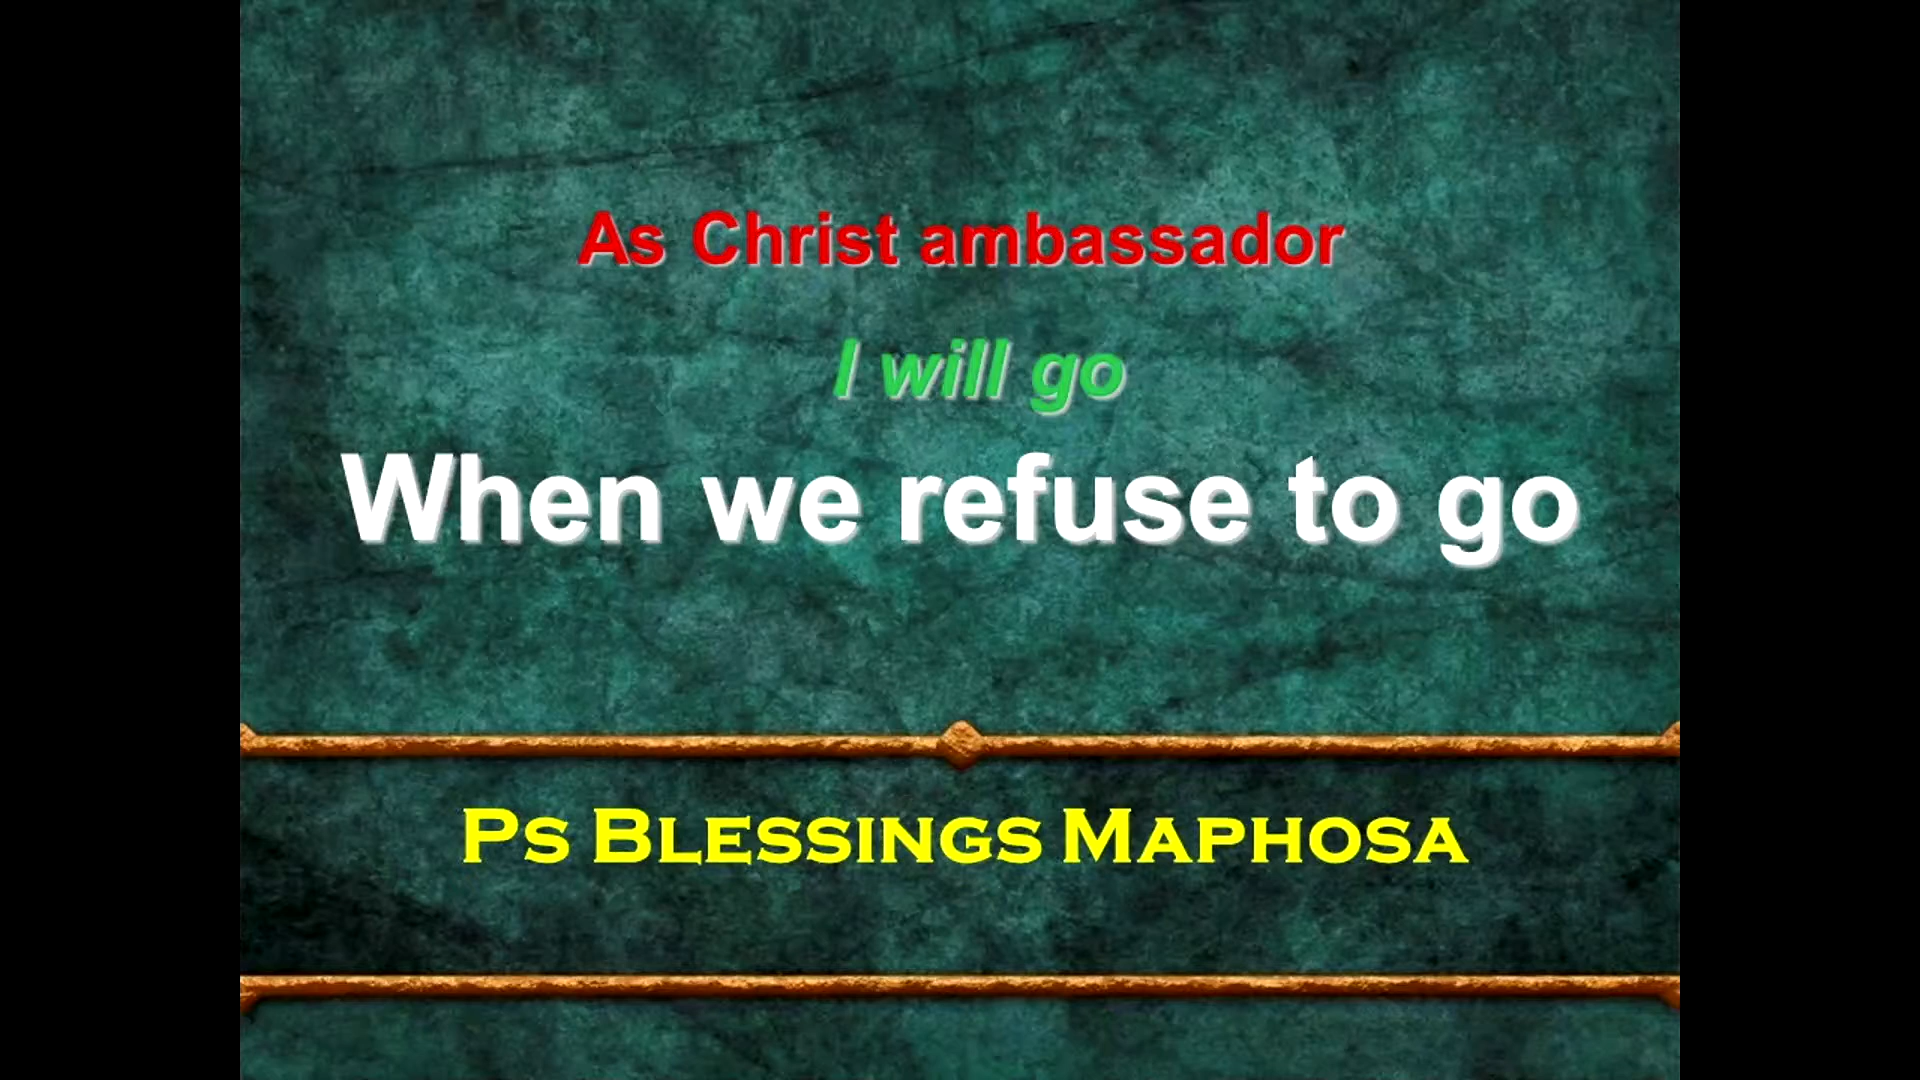 As Christ ambassador
I will go
When we refuse to go
Ps Blessings Maphosa